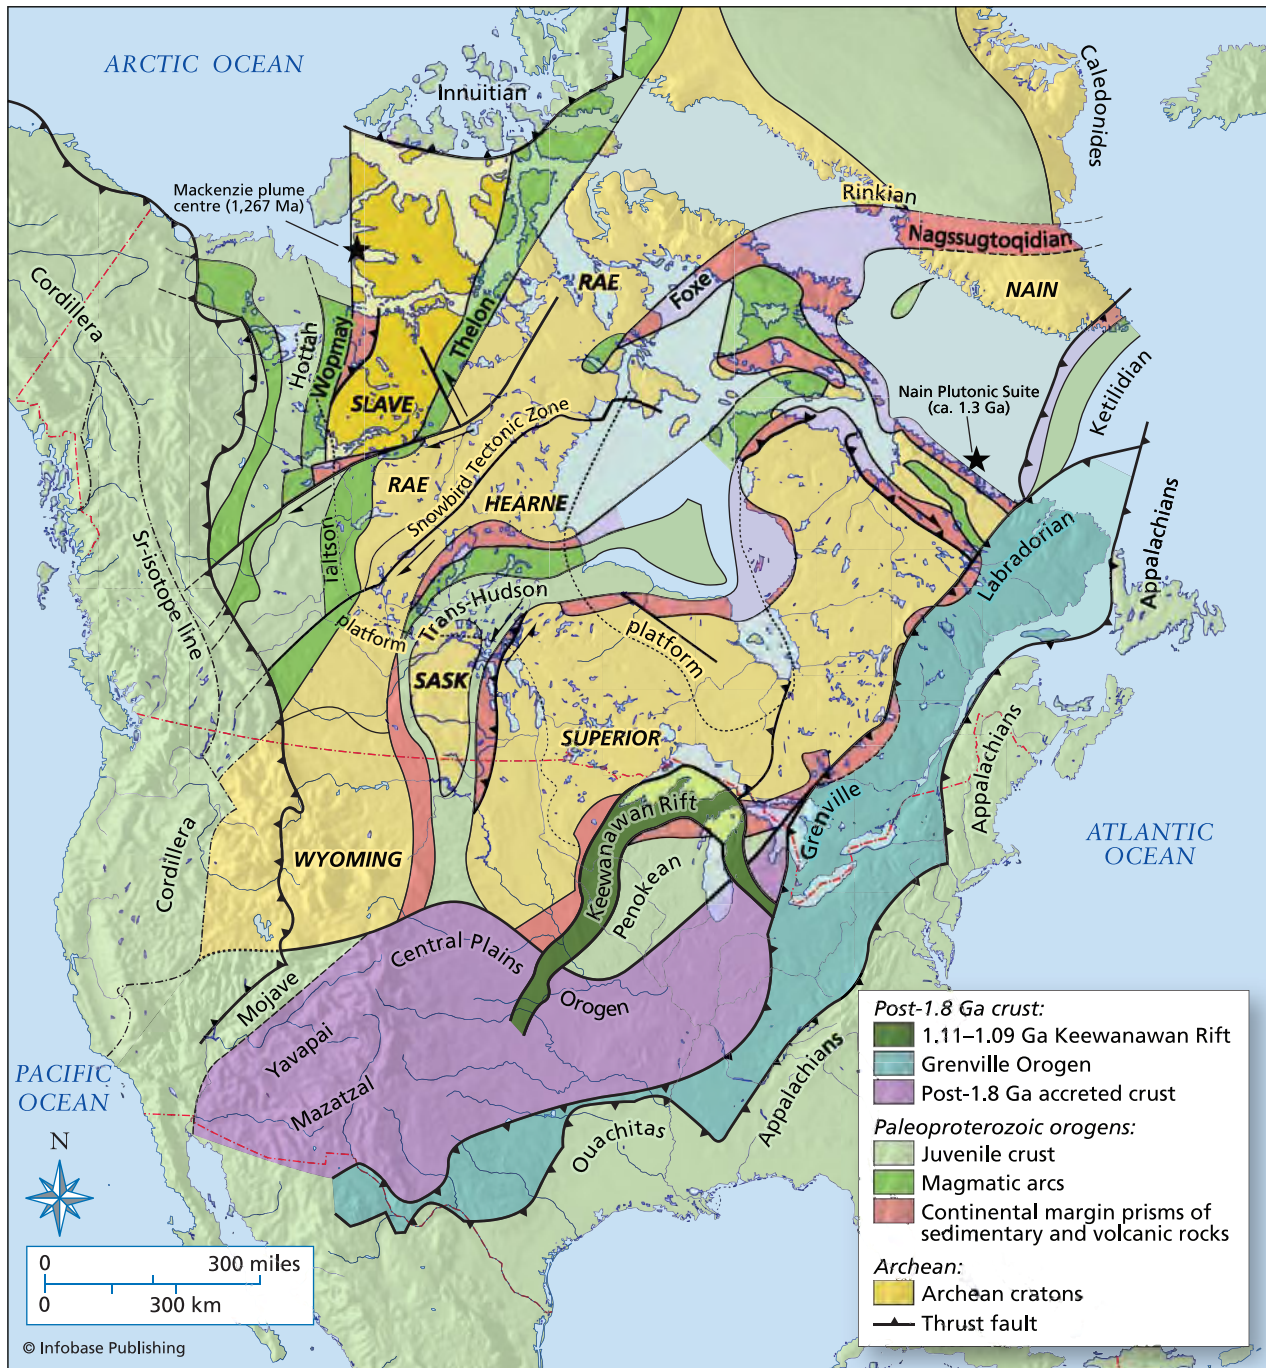 ARCTIC OCEAN
Innuitian
Caledonides
Mackenzie plume
centre (1,267 Ma)
Rinkian
Nagssugtoqidian
Cordillera
RAE
Foxe
NAIN
Hottah
Wopmay
Thelon
SLAVE
Nain Plutonic Suite
(ca. 1.3 Ga)
Ketilidian
Snowbird Tectonic Zone
RAE
HEARNE
Appalachians
Sr-isotope line
Taltson
Labradorian
Trans-Hudson
platform
platform
SASK
SUPERIOR
Appalachians
Keewanawan Rift
Grenville
ATLANTIC
OCEAN
Cordillera
WYOMING
Penokean
Central Plains
Orogen
Mojave
Yavapai
Mazatzal
PACIFIC
OCEAN
Appalachians
Ouachitas
N
Post-1.8 Ga crust:
1.11–1.09 Ga Keewanawan Rift
Grenville Orogen
Post-1.8 Ga accreted crust
Paleoproterozoic orogens:
Juvenile crust
Magmatic arcs
Continental margin prisms of
sedimentary and volcanic rocks
Archean:
Archean cratons
Thrust fault
0 300 miles
0 300 km
© Infobase Publishing